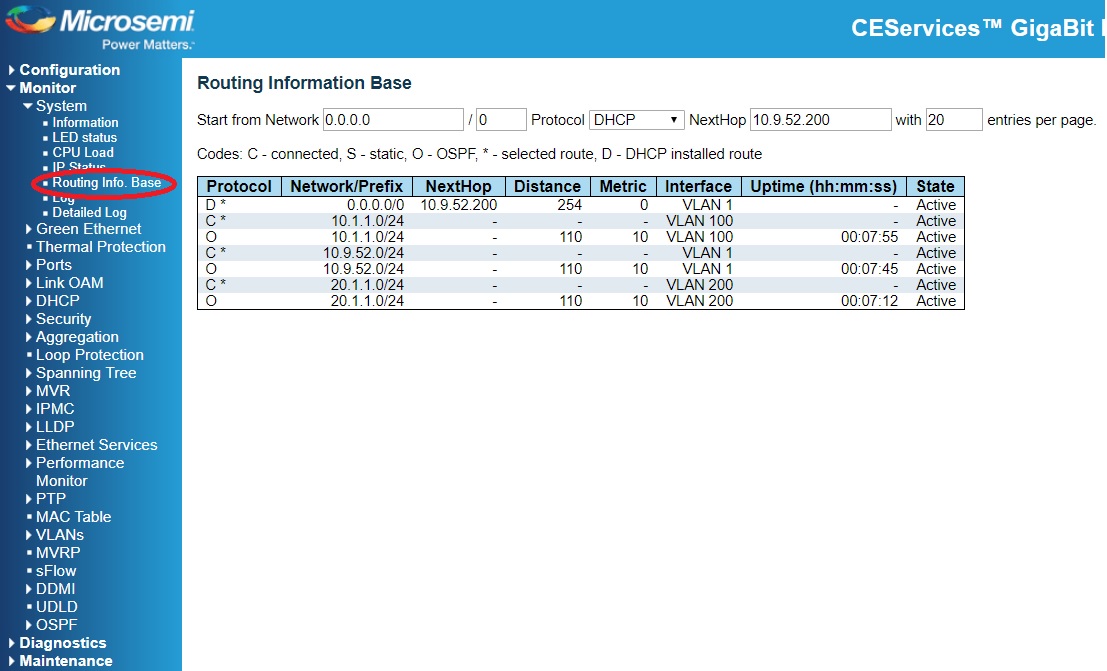 Microsemi.
Power Matters.™
CEServices™ GigaBit
Configuration
Monitor
System
Information
LED status
CPU Load
IP Status
Routing Info. Base
Log
Detailed Log
Green Ethernet
Thermal Protection
Ports
Link OAM
DHCP
Security
Aggregation
Loop Protection
Spanning Tree
MVR
IPMC
LLDP
Ethernet Services
Performance
Monitor
PTP
MAC Table
VLANs
MVRP
sFlow
DDMI
UDLD
OSPF
Diagnostics
Maintenance
Routing Information Base
Start from Network 0.0.0.0 / 0 Protocol DHCP NextHop 10.9.52.200 with 20 entries per page.
Codes: C - connected, S - static, O - OSPF, * - selected route, D - DHCP installed route
Protocol Network/Prefix NextHop Distance Metric Interface Uptime (hh:mm:ss) State
D * 0.0.0.0/0 10.9.52.200 254 0 VLAN 1 - Active
C * 10.1.1.0/24 - - - VLAN 100 - Active
O 10.1.1.0/24 - 110 10 VLAN 100 00:07:55 Active
C * 10.9.52.0/24 - - - VLAN 1 - Active
O 10.9.52.0/24 - 110 10 VLAN 1 00:07:45 Active
C * 20.1.1.0/24 - - - VLAN 200 - Active
O 20.1.1.0/24 - 110 10 VLAN 200 00:07:12 Active